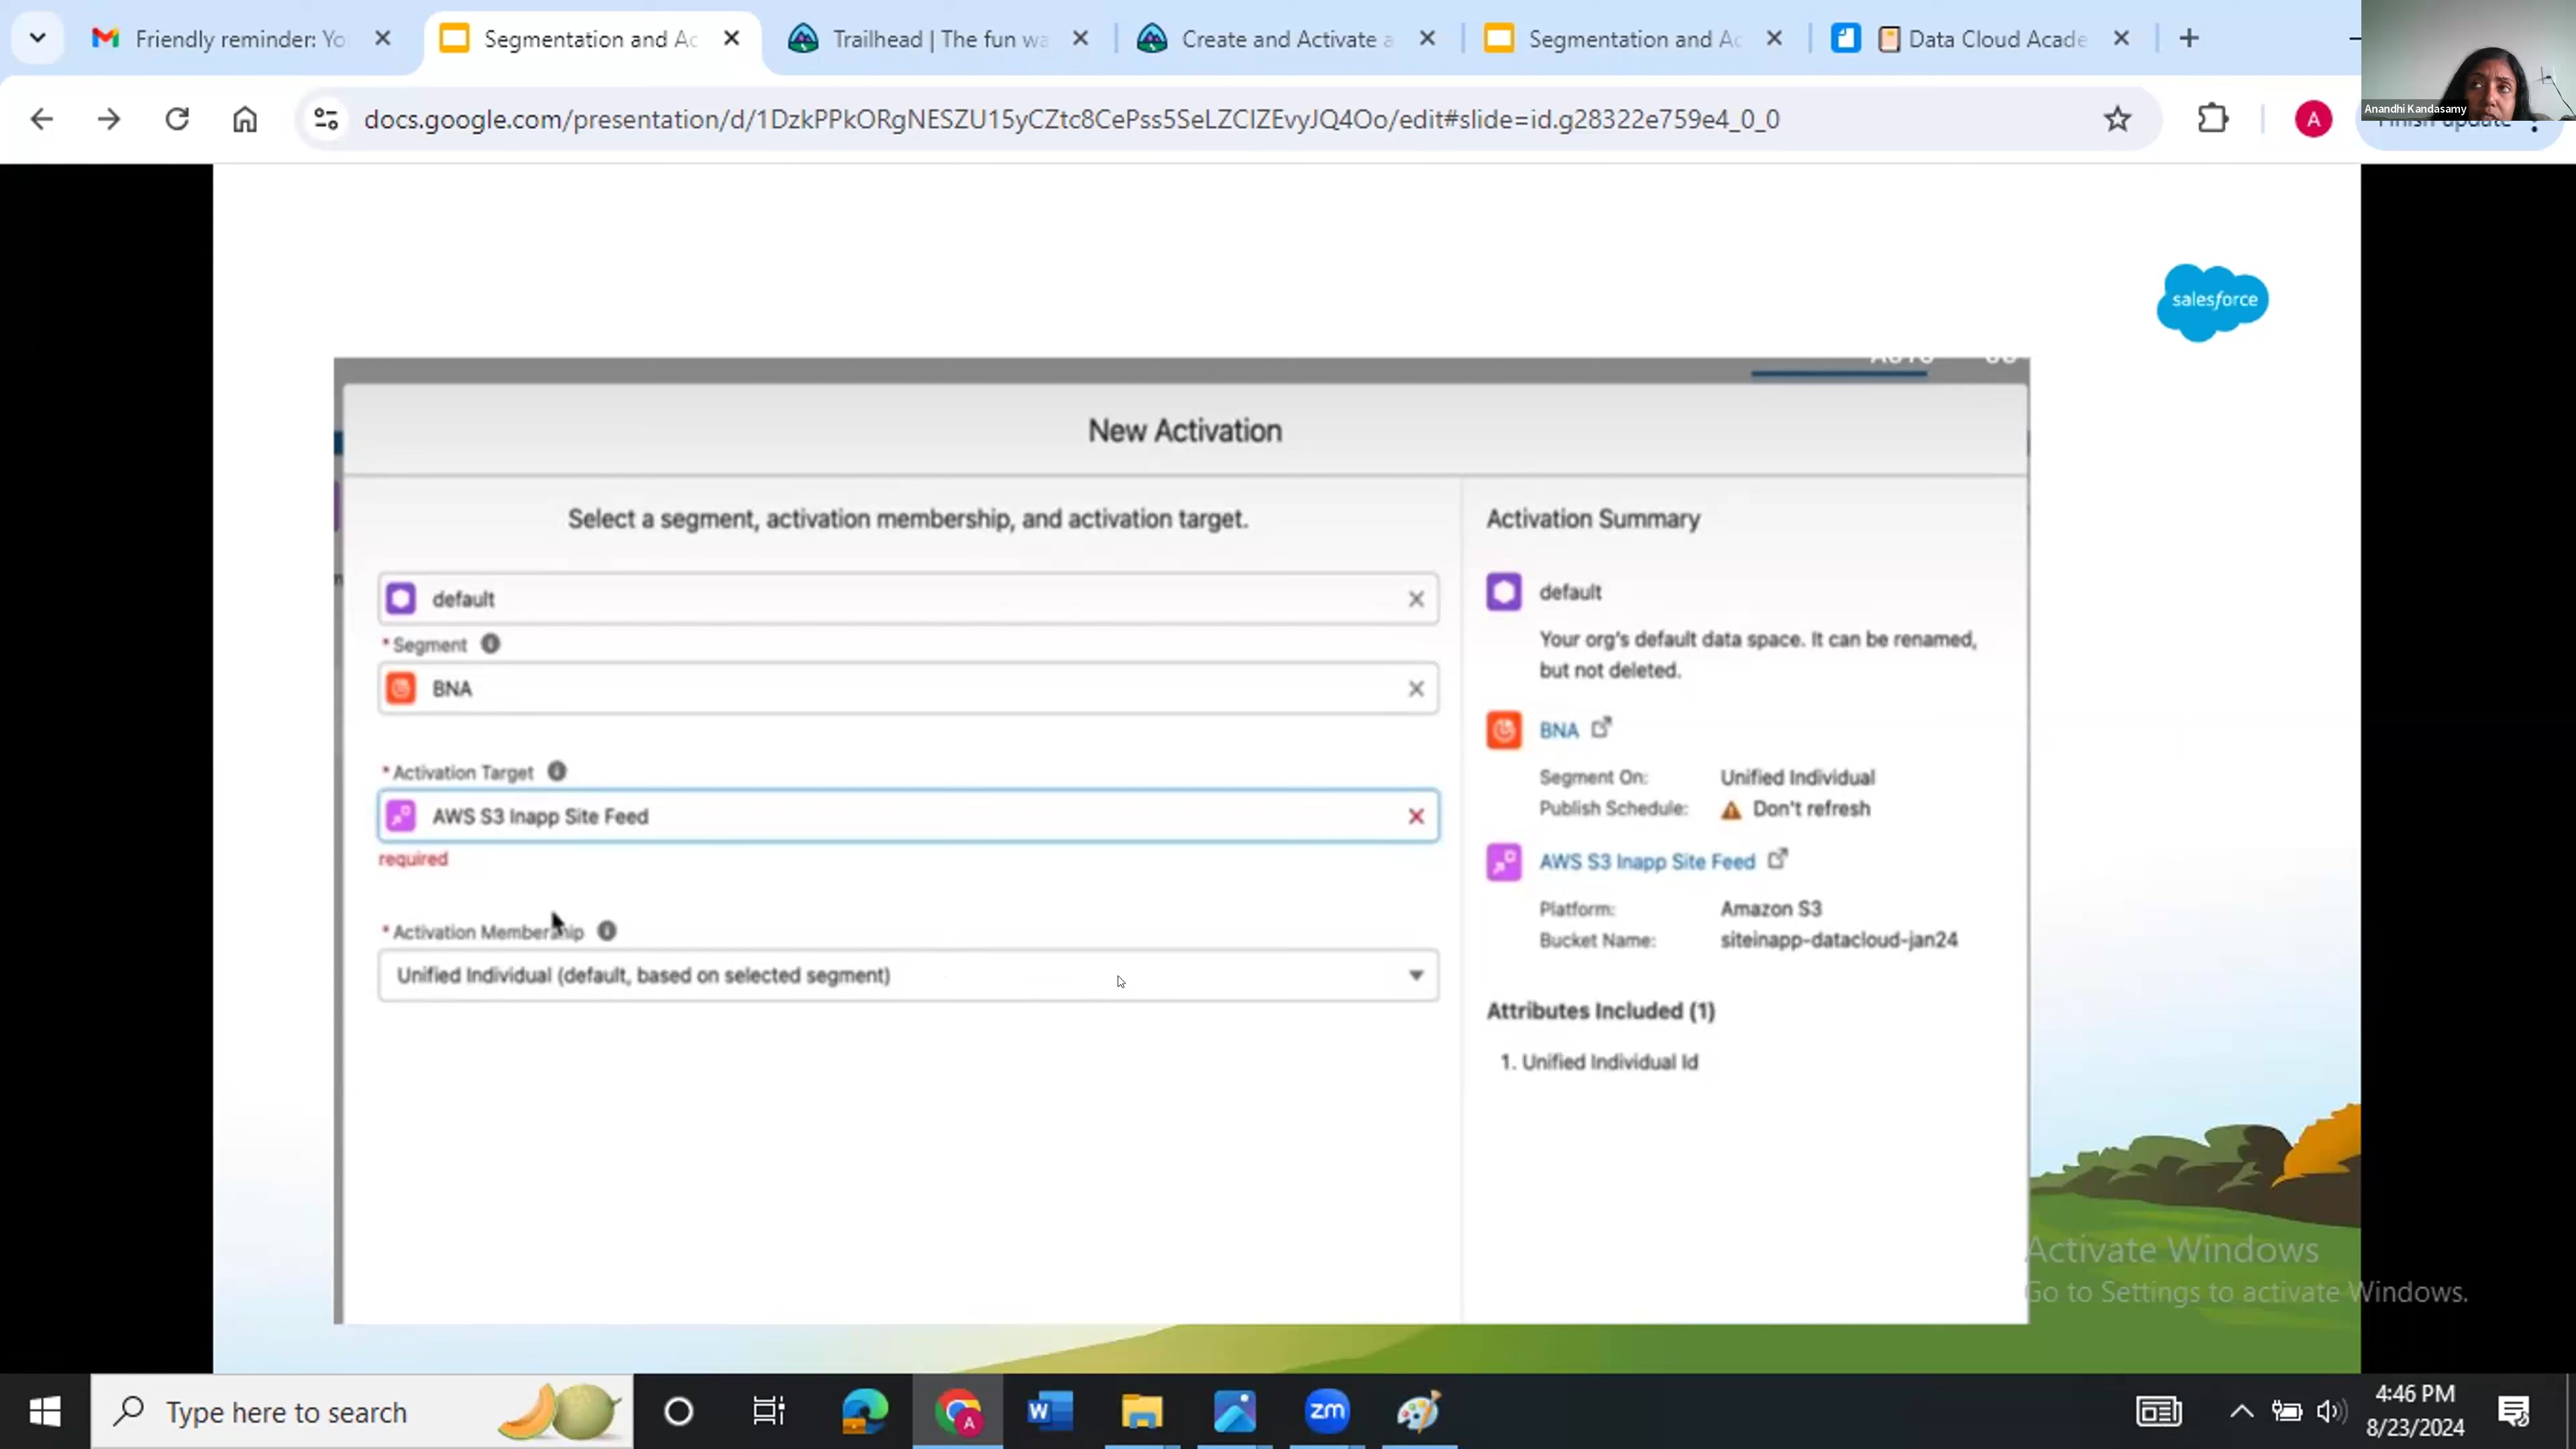 Friendly reminder: Yo
Segmentation and Ac
Trailhead | The fun wa
Create and Activate a
Segmentation and Ac
Data Cloud Acade
docs.google.com/presentation/d/1DzkPPkORgNESZU15yCZtc8CePss5SeLZCIZEvyJQ4Oo/edit#slide=id.g28322e759e4_0_0
A
Anandhi Kandasamy
salesforce
New Activation
Select a segment, activation membership, and activation target.
default
* Segment
BNA
* Activation Target
AWS S3 Inapp Site Feed
required
* Activation Membership
Unified Individual (default, based on selected segment)
Activation Summary
default
Your org's default data space. It can be renamed,
but not deleted.
BNA
Segment On: Unified Individual
Publish Schedule: Don't refresh
AWS S3 Inapp Site Feed
Platform: Amazon S3
Bucket Name: siteinapp-datacloud-jan24
Attributes Included (1)
1. Unified Individual Id
Activate Windows
Go to Settings to activate Windows.
Type here to search
A
W
zm
4:46 PM
8/23/2024